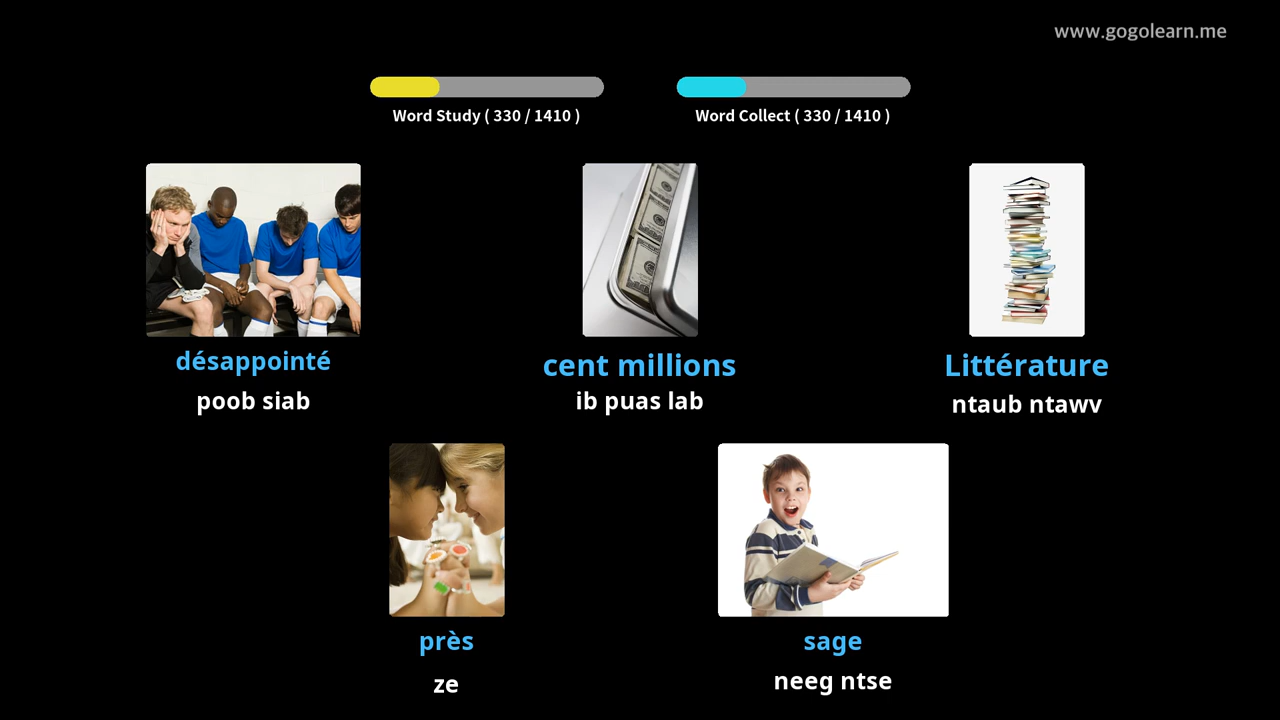 www.gogolearn.me
Word Study ( 330 / 1410 )
Word Collect ( 330 / 1410 )
désappointé
poob siab
cent millions
ib puas lab
Littérature
ntaub ntawv
près
ze
sage
neeg ntse